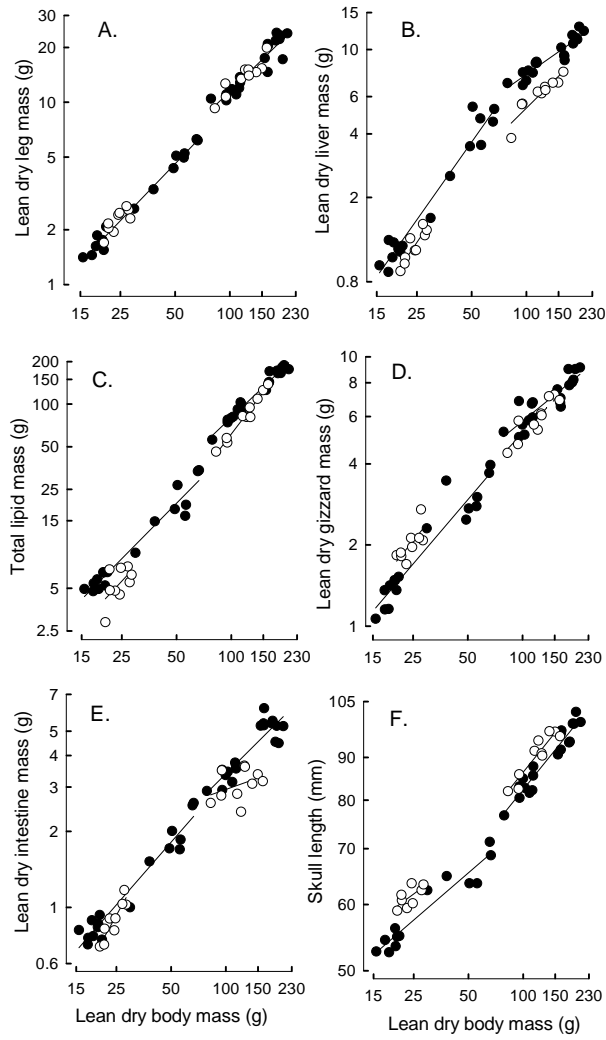 A.
Lean dry leg mass (g)
30
20
10
5
2
1
15 25 50 100 150 230
B.
Lean dry liver mass (g)
15
10
6
4
2
0.8
15 25 50 100 150 230
C.
Total lipid mass (g)
200
150
100
50
25
15
5
2.5
15 25 50 100 150 230
D.
Lean dry gizzard mass (g)
10
8
6
4
2
1
15 25 50 100 150 230
E.
Lean dry intestine mass (g)
7
5
4
3
2
1
0.6
15 25 50 100 150 230
Lean dry body mass (g)
F.
Skull length (mm)
105
90
80
70
60
50
15 25 50 100 150 230
Lean dry body mass (g)